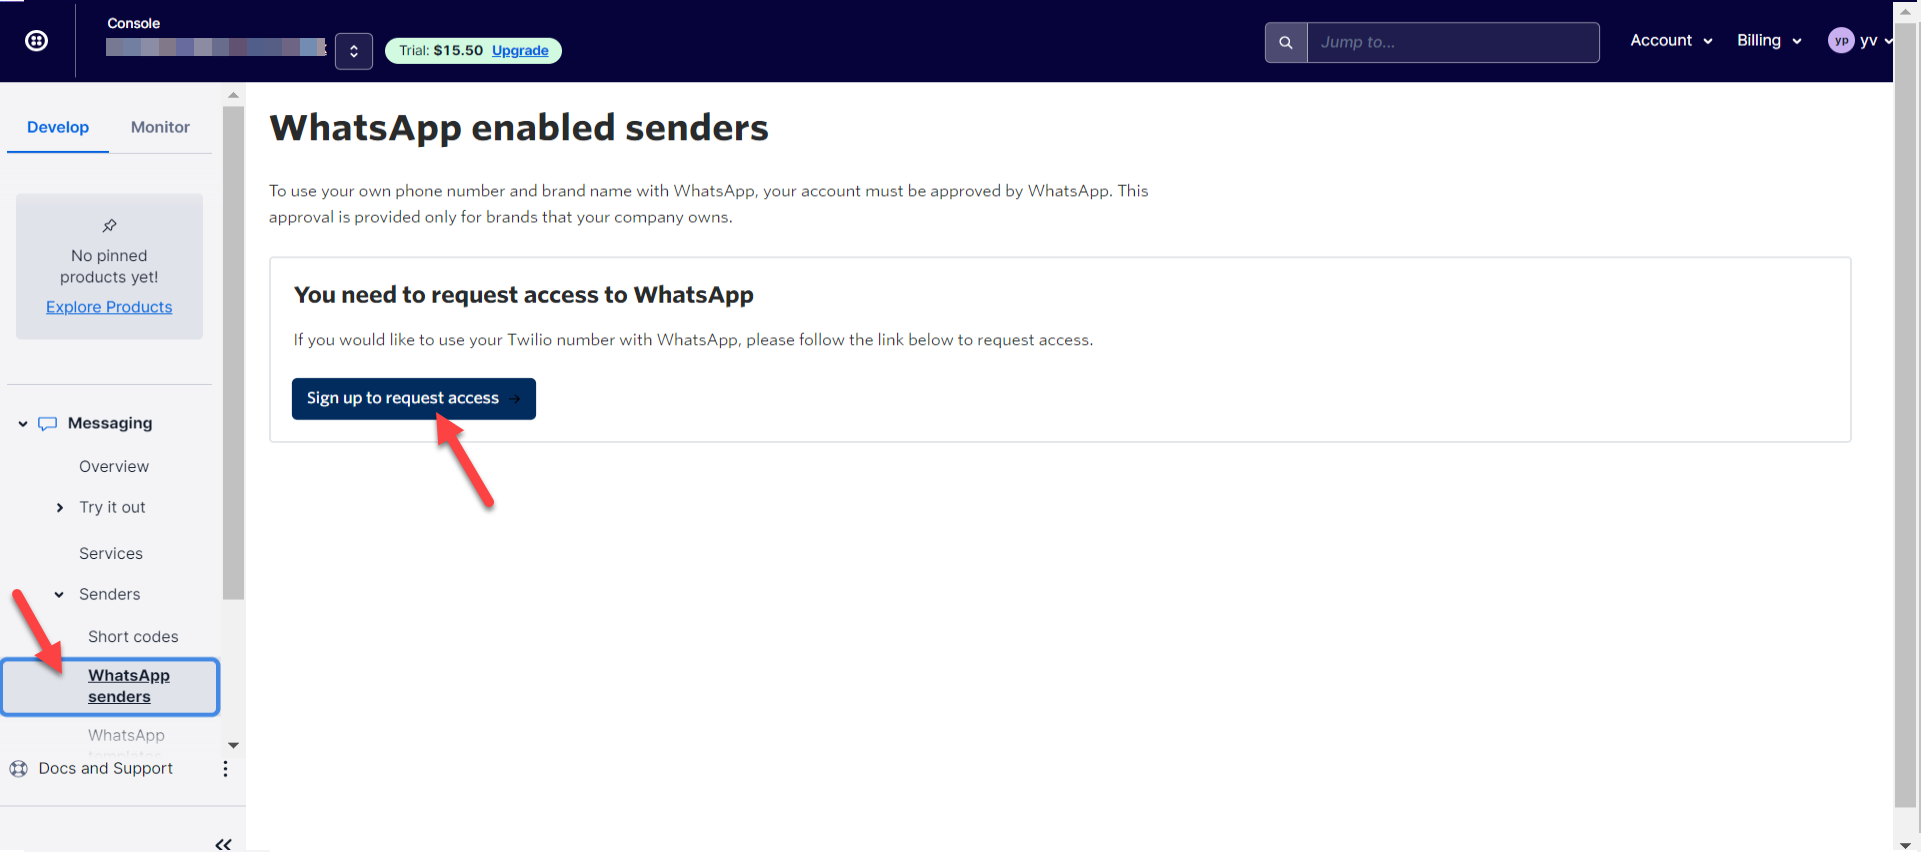 Console
Trial: $15.50 Upgrade
Jump to...
Account
Billing
yp yv
Develop Monitor
No pinned
products yet!
Explore Products
Messaging
Overview
Try it out
Services
Senders
Short codes
WhatsApp
senders
WhatsApp
templates
Docs and Support
WhatsApp enabled senders
To use your own phone number and brand name with WhatsApp, your account must be approved by WhatsApp. This
approval is provided only for brands that your company owns.
You need to request access to WhatsApp
If you would like to use your Twilio number with WhatsApp, please follow the link below to request access.
Sign up to request access →